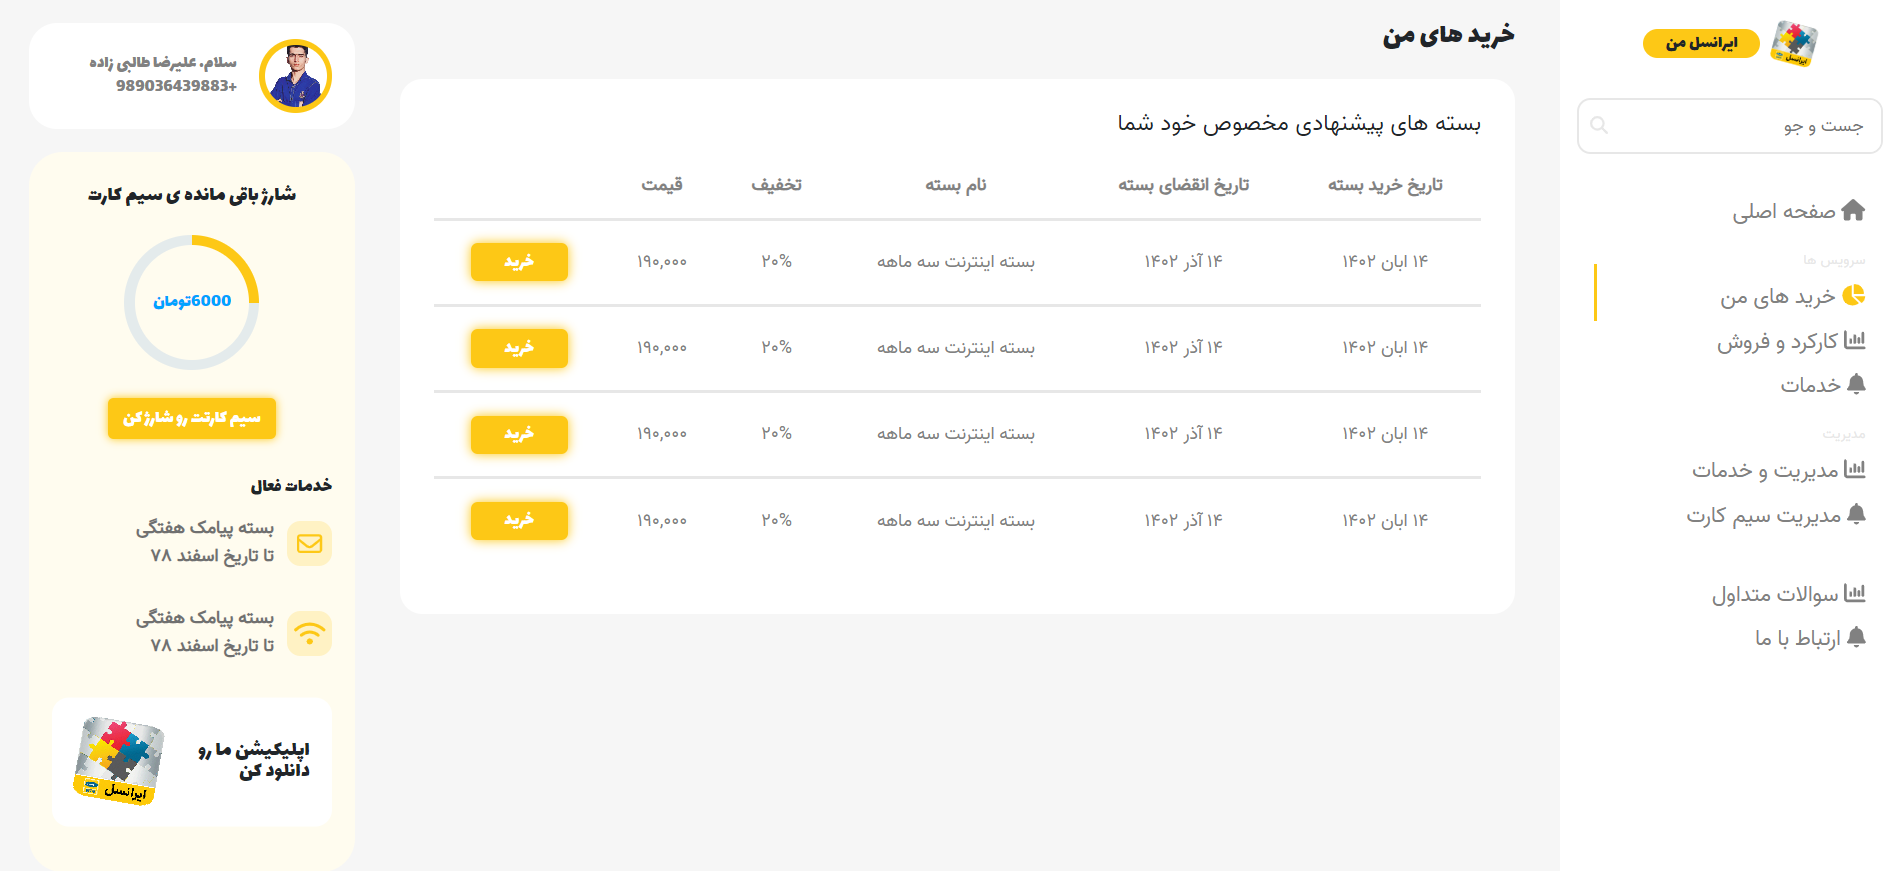 ایرانسل من
جست و جو
صفحه اصلی
سرویس ها
خرید های من
کارکرد و فروش
خدمات
مدیریت
مدیریت و خدمات
مدیریت سیم کارت
سوالات متداول
ارتباط با ما
خرید های من
بسته های پیشنهادی مخصوص خود شما
تاریخ خرید بسته تاریخ انقضای بسته نام بسته تخفیف قیمت
۱۴ ابان ۱۴۰۲ ۱۴ آذر ۱۴۰۲ بسته اینترنت سه ماهه ۲۰% ۱۹۰,۰۰۰ خرید
۱۴ ابان ۱۴۰۲ ۱۴ آذر ۱۴۰۲ بسته اینترنت سه ماهه ۲۰% ۱۹۰,۰۰۰ خرید
۱۴ ابان ۱۴۰۲ ۱۴ آذر ۱۴۰۲ بسته اینترنت سه ماهه ۲۰% ۱۹۰,۰۰۰ خرید
۱۴ ابان ۱۴۰۲ ۱۴ آذر ۱۴۰۲ بسته اینترنت سه ماهه ۲۰% ۱۹۰,۰۰۰ خرید
سلام، علیرضا طالبی زاده
989036439883+
شارژ باقی مانده ی سیم کارت
6000تومان
سیم کارتت رو شارژ کن
خدمات فعال
بسته پیامک هفتگی
تا تاریخ اسفند ۷۸
بسته پیامک هفتگی
تا تاریخ اسفند ۷۸
اپلیکیشن ما رو
دانلود کن
ایرانسل